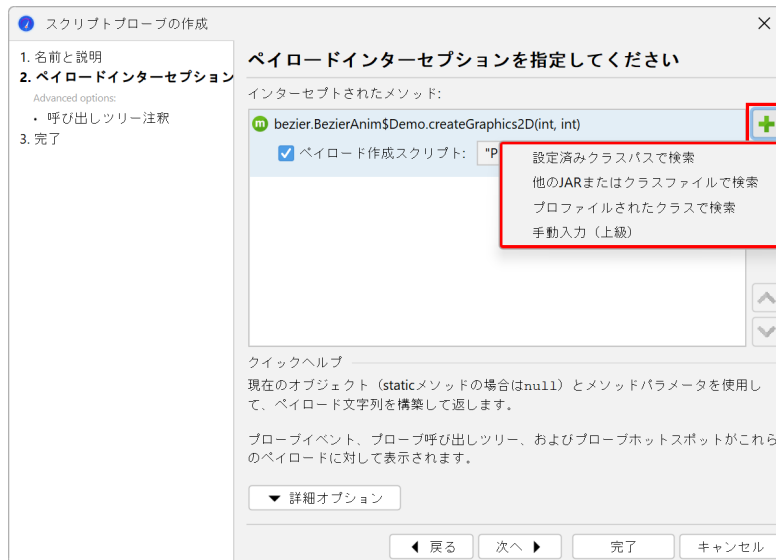 スクリプトプローブの作成
1. 名前と説明
2. ペイロードインターセプション
Advanced options:
・ 呼び出しツリー注釈
3. 完了
ペイロードインターセプションを指定してください
インターセプトされたメソッド:
m bezier.BezierAnim$Demo.createGraphics2D(int, int)
ペイロード作成スクリプト: "P
設定済みクラスパスで検索
他のJARまたはクラスファイルで検索
プロファイルされたクラスで検索
手動入力（上級）
クイックヘルプ
現在のオブジェクト（staticメソッドの場合はnull）とメソッドパラメータを使用し
て、ペイロード文字列を構築して返します。
プローブイベント、プローブ呼び出しツリー、およびプローブホットスポットがこれら
のペイロードに対して表示されます。
詳細オプション
戻る 次へ 完了 キャンセル